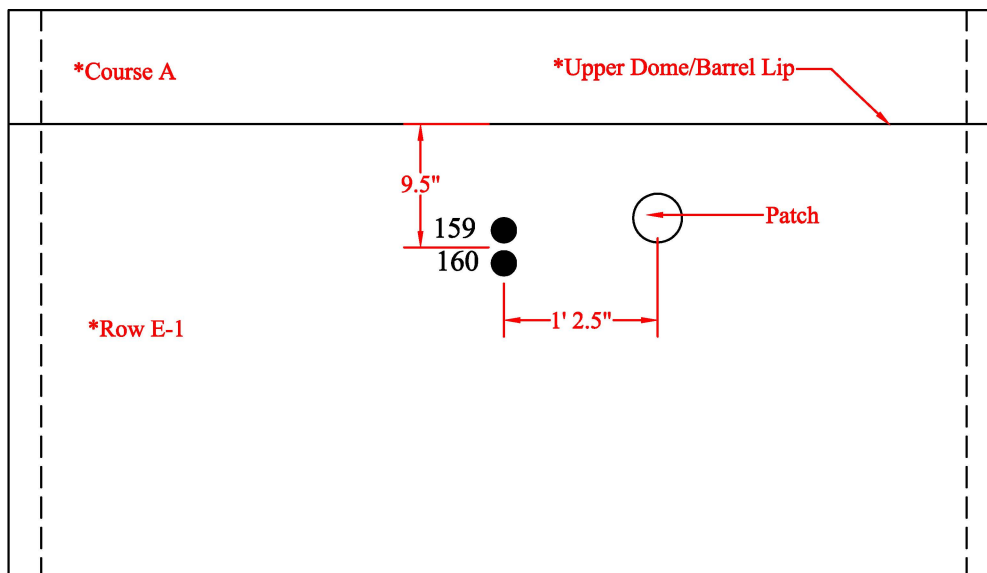 *Course A
*Upper Dome/Barrel Lip
9.5"
159
Patch
160
1' 2.5"
*Row E-1